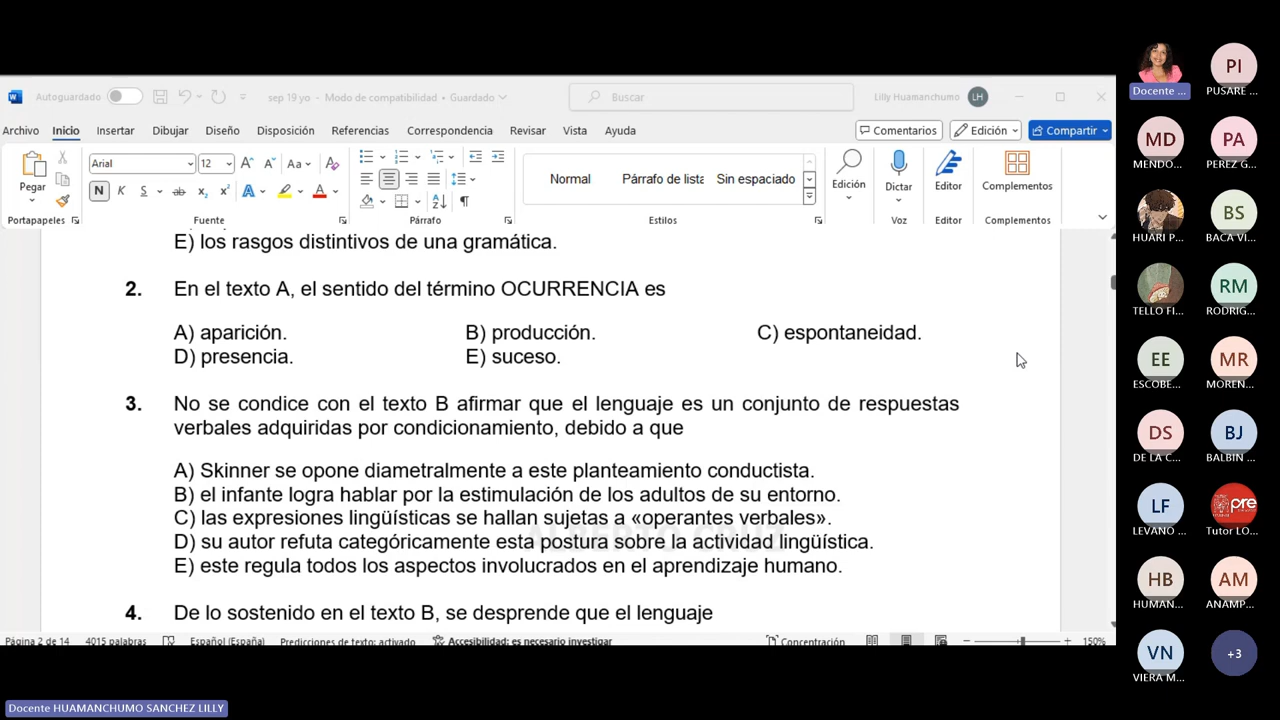 Autoguardado
sep 19 yo - Modo de compatibilidad • Guardado
Buscar
Lilly Huamanchumo
LH
Archivo Inicio Insertar Dibujar Diseño Disposición Referencias Correspondencia Revisar Vista Ayuda
Comentarios
Edición
Compartir
Pegar
Arial
12
N K S ab x₂ x² A A
Aa
Normal
Párrafo de lista
Sin espaciado
Edición
Dictar
Editor
Complementos
Portapapeles
Fuente
Párrafo
Estilos
Voz
Editor
Complementos
E) los rasgos distintivos de una gramática.
2. En el texto A, el sentido del término OCURRENCIA es
A) aparición. B) producción. C) espontaneidad.
D) presencia. E) suceso.
3. No se condice con el texto B afirmar que el lenguaje es un conjunto de respuestas
verbales adquiridas por condicionamiento, debido a que
A) Skinner se opone diametralmente a este planteamiento conductista.
B) el infante logra hablar por la estimulación de los adultos de su entorno.
C) las expresiones lingüísticas se hallan sujetas a «operantes verbales».
D) su autor refuta categóricamente esta postura sobre la actividad lingüística.
E) este regula todos los aspectos involucrados en el aprendizaje humano.
4. De lo sostenido en el texto B, se desprende que el lenguaje
Página 2 de 14 4015 palabras Español (España) Predicciones de texto: activado Accesibilidad: es necesario investigar Concentración 150%
Docente HUAMANCHUMO SANCHEZ LILLY
Docente ...
PI
PUSARE ...
MD
MENDO...
PA
PEREZ G...
HUARI P...
BS
BACA VI...
TELLO FI...
RM
RODRIG...
EE
ESCOBE...
MR
MOREN...
DS
DE LA C...
BJ
BALBIN ...
LF
LEVANO ...
pre
Tutor LO...
HB
HUMAN...
AM
ANAMP...
VN
VIERA M...
+3